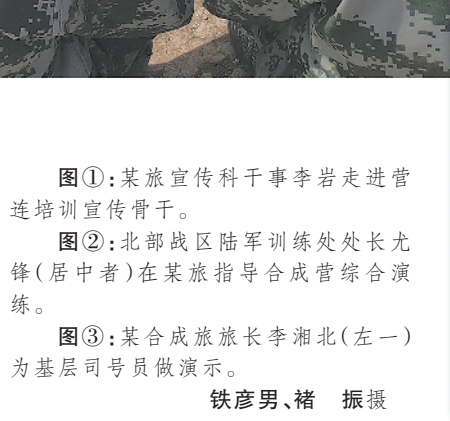 图①:某旅宣传科干事李岩走进营
连培训宣传骨干。
图②:北部战区陆军训练处处长尤
锋(居中者)在某旅指导合成营综合演
练。
图③:某合成旅旅长李湘北(左一)
为基层司号员做演示。
铁彦男、褚　振摄